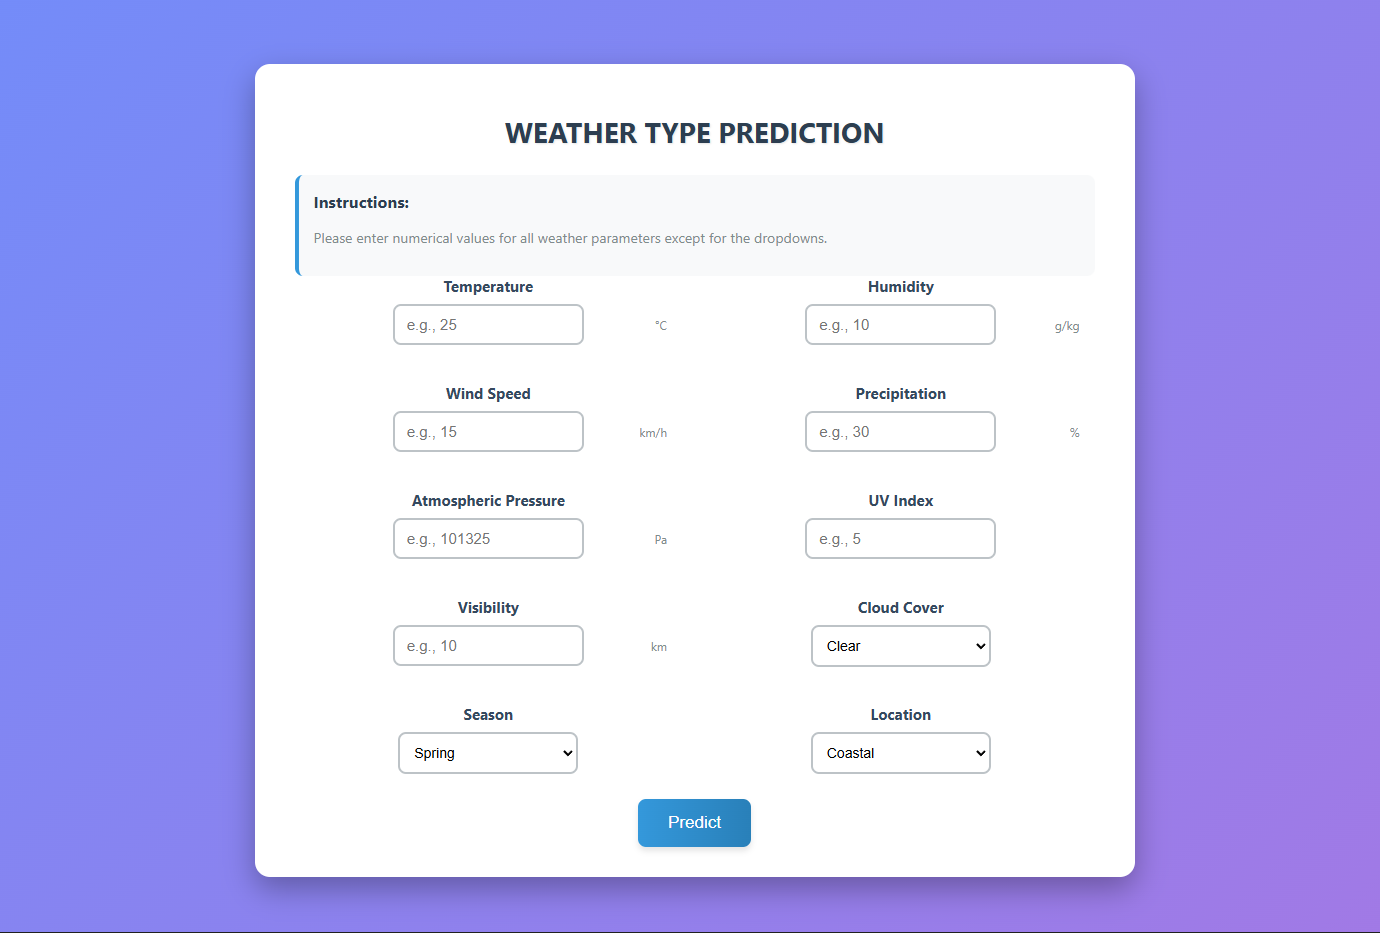 WEATHER TYPE PREDICTION
Instructions:
Please enter numerical values for all weather parameters except for the dropdowns.
Temperature
e.g., 25
°C
Humidity
e.g., 10
g/kg
Wind Speed
e.g., 15
km/h
Precipitation
e.g., 30
%
Atmospheric Pressure
e.g., 101325
Pa
UV Index
e.g., 5
Visibility
e.g., 10
km
Cloud Cover
Clear
Season
Spring
Location
Coastal
Predict